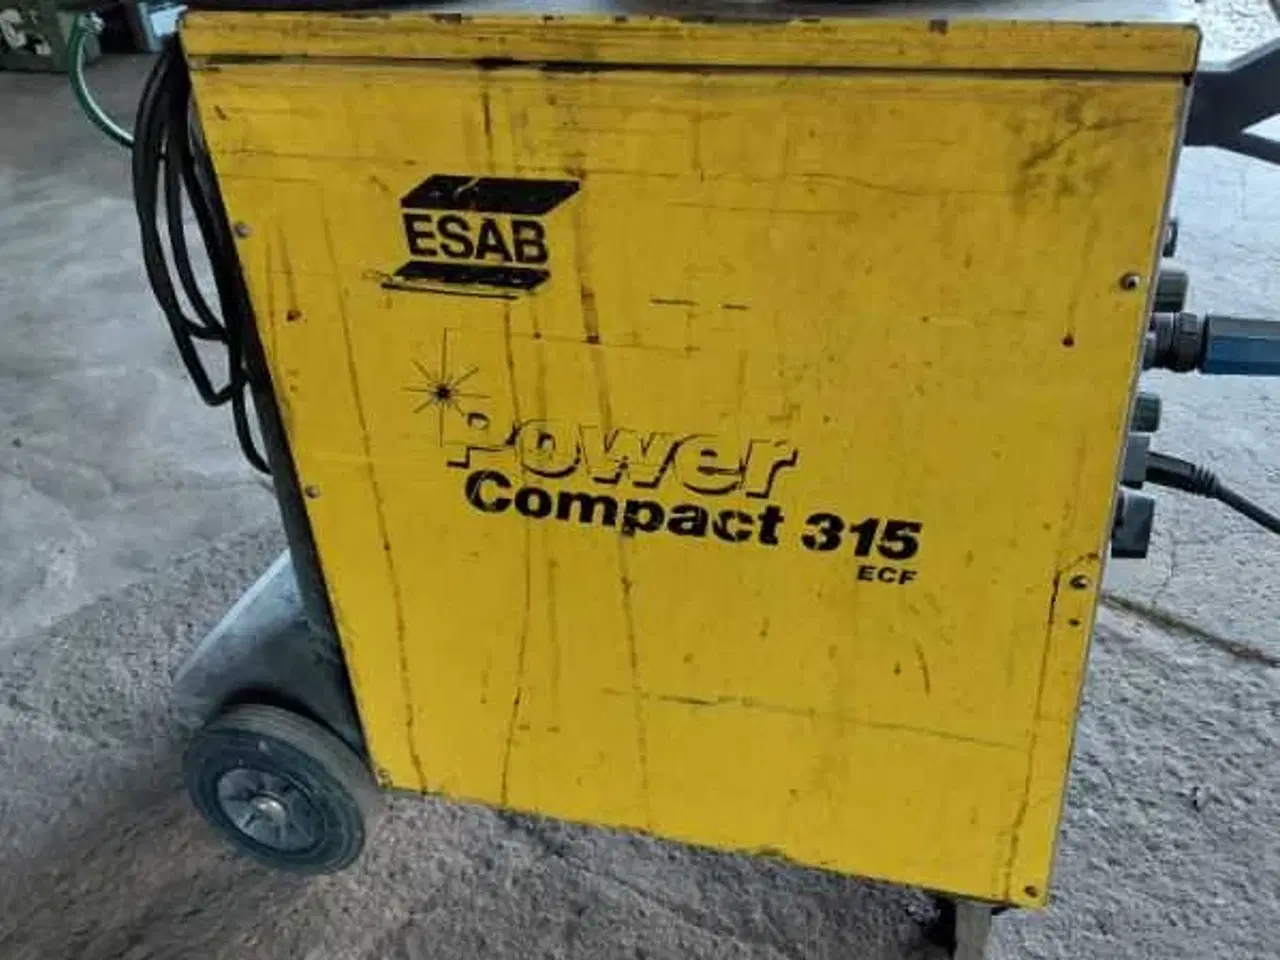 ESAB
Power
Compact 315
ECF